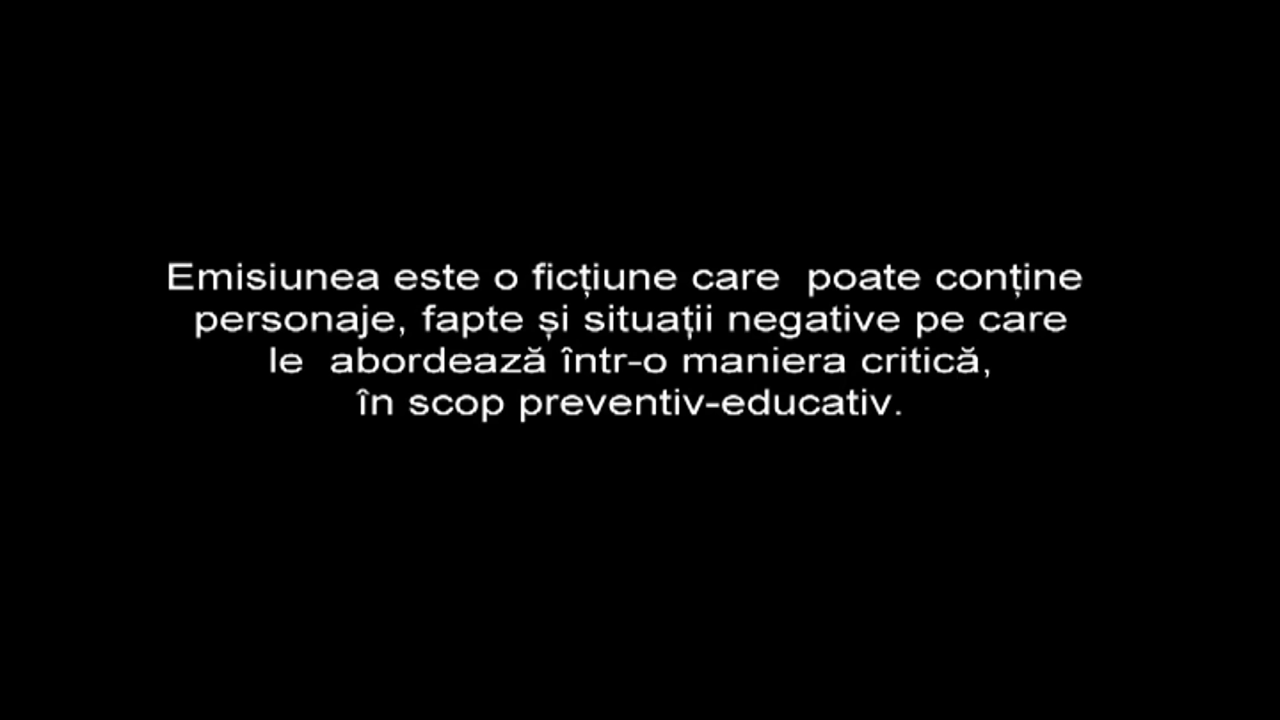 Emisiunea este o ficțiune care  poate conține
personaje, fapte și situații negative pe care
le  abordează într-o maniera critică,
în scop preventiv-educativ.